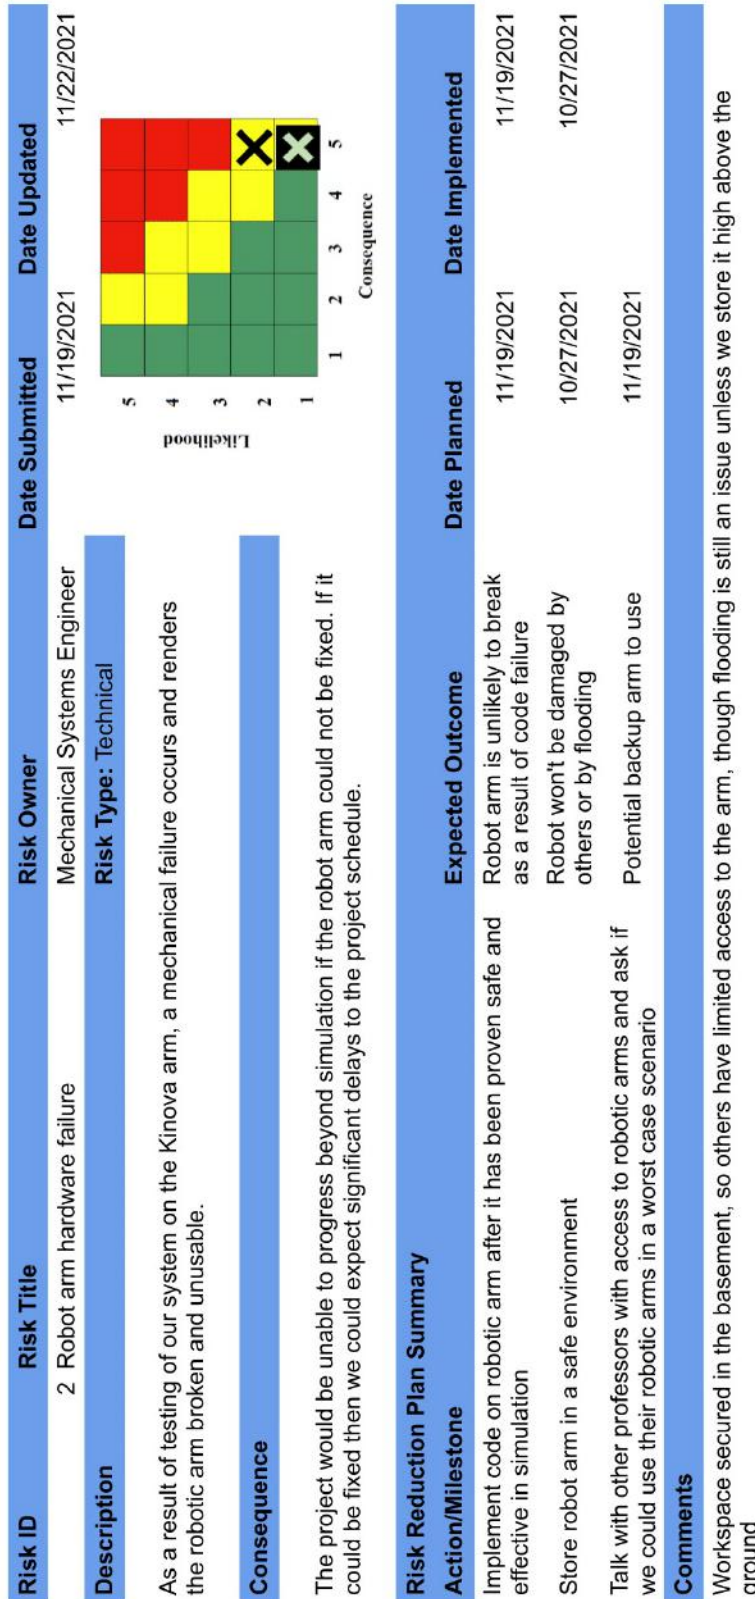 Risk ID Risk Title Risk Owner Date Submitted Date Updated
2 Robot arm hardware failure Mechanical Systems Engineer 11/19/2021 11/22/2021
Description Risk Type: Technical
As a result of testing of our system on the Kinova arm, a mechanical failure occurs and renders
the robotic arm broken and unusable.
Consequence
The project would be unable to progress beyond simulation if the robot arm could not be fixed. If it
could be fixed then we could expect significant delays to the project schedule.
Likelihood
5
4
3
2
1
1 2 3 4 5
Consequence
Risk Reduction Plan Summary
Action/Milestone Expected Outcome Date Planned Date Implemented
Implement code on robotic arm after it has been proven safe and Robot arm is unlikely to break 11/19/2021 11/19/2021
effective in simulation as a result of code failure
Store robot arm in a safe environment Robot won't be damaged by 10/27/2021 10/27/2021
others or by flooding
Talk with other professors with access to robotic arms and ask if Potential backup arm to use 11/19/2021
we could use their robotic arms in a worst case scenario
Comments
Workspace secured in the basement, so others have limited access to the arm, though flooding is still an issue unless we store it high above the
ground